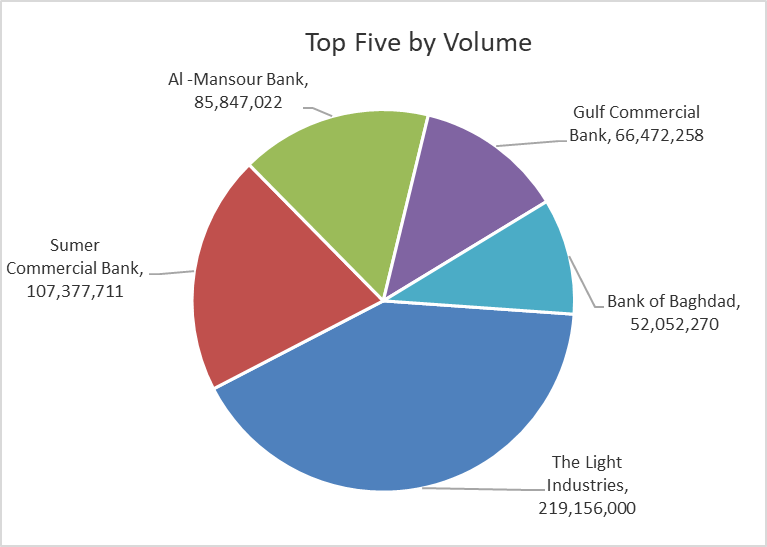 Top Five by Volume
Al -Mansour Bank,
85,847,022
Gulf Commercial
Bank, 66,472,258
Sumer
Commercial Bank,
107,377,711
Bank of Baghdad,
52,052,270
The Light
Industries,
219,156,000